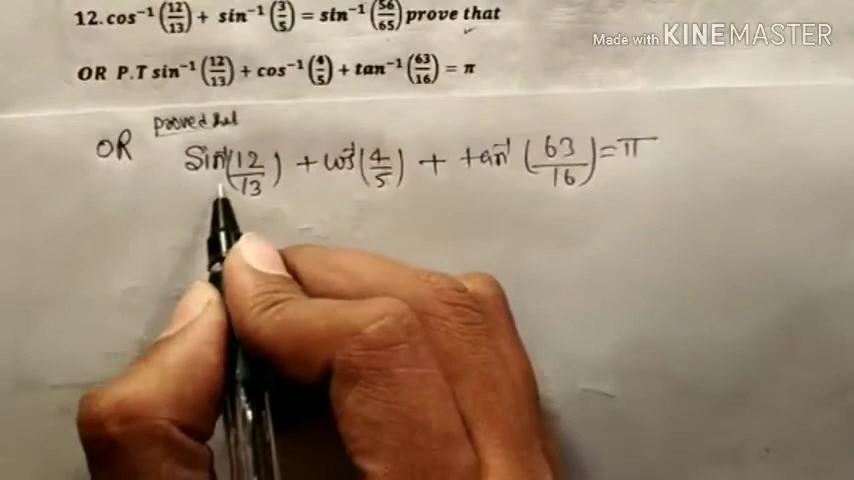 12. cos⁻¹ (12/13) + sin⁻¹ (3/5) = sin⁻¹ (56/65) prove that
Made with KINEMASTER
OR P.T sin⁻¹ (12/13) + cos⁻¹ (4/5) + tan⁻¹ (63/16) = π
proved that
OR sin⁻¹(12/13) + cos⁻¹(4/5) + tan⁻¹(63/16) = π